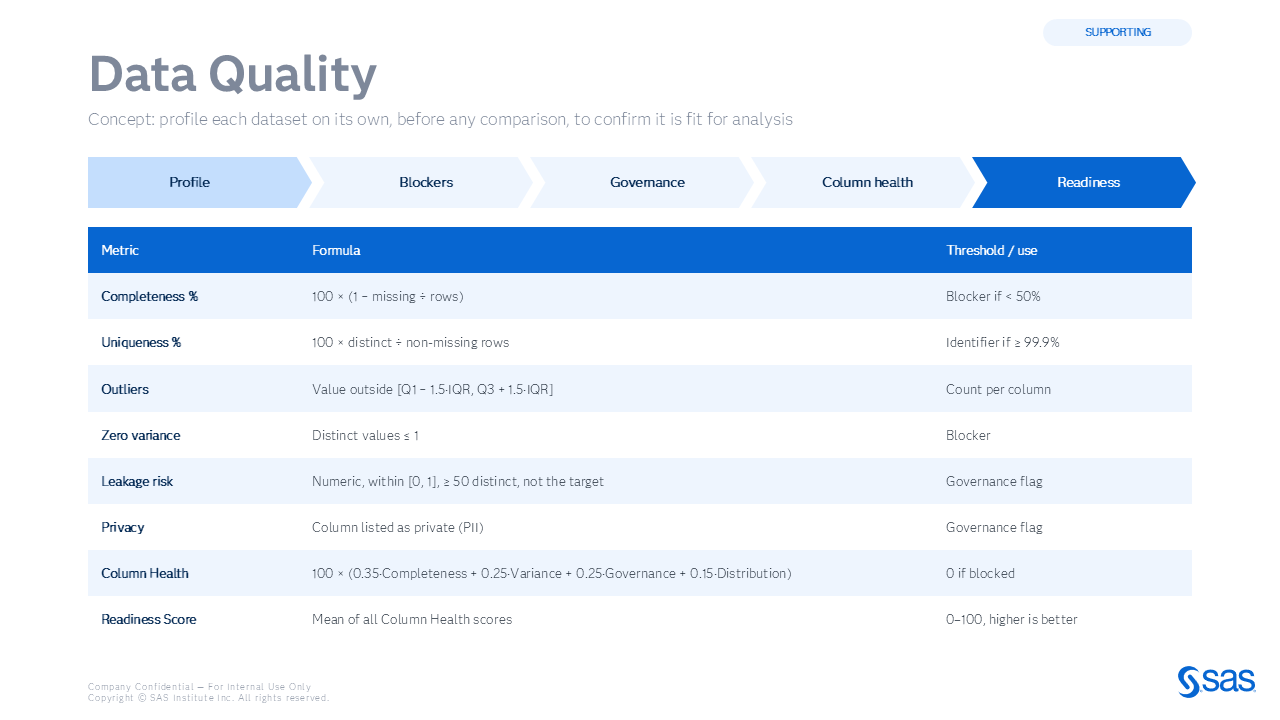 SUPPORTING
Data Quality
Concept: profile each dataset on its own, before any comparison, to confirm it is fit for analysis
Profile Blockers Governance Column health Readiness
Metric Formula Threshold / use
Completeness % 100 × (1 − missing ÷ rows) Blocker if < 50%
Uniqueness % 100 × distinct ÷ non-missing rows Identifier if ≥ 99.9%
Outliers Value outside [Q1 − 1.5·IQR, Q3 + 1.5·IQR] Count per column
Zero variance Distinct values ≤ 1 Blocker
Leakage risk Numeric, within [0, 1], ≥ 50 distinct, not the target Governance flag
Privacy Column listed as private (PII) Governance flag
Column Health 100 × (0.35·Completeness + 0.25·Variance + 0.25·Governance + 0.15·Distribution) 0 if blocked
Readiness Score Mean of all Column Health scores 0–100, higher is better
Company Confidential – For Internal Use Only
Copyright © SAS Institute Inc. All rights reserved.
sas